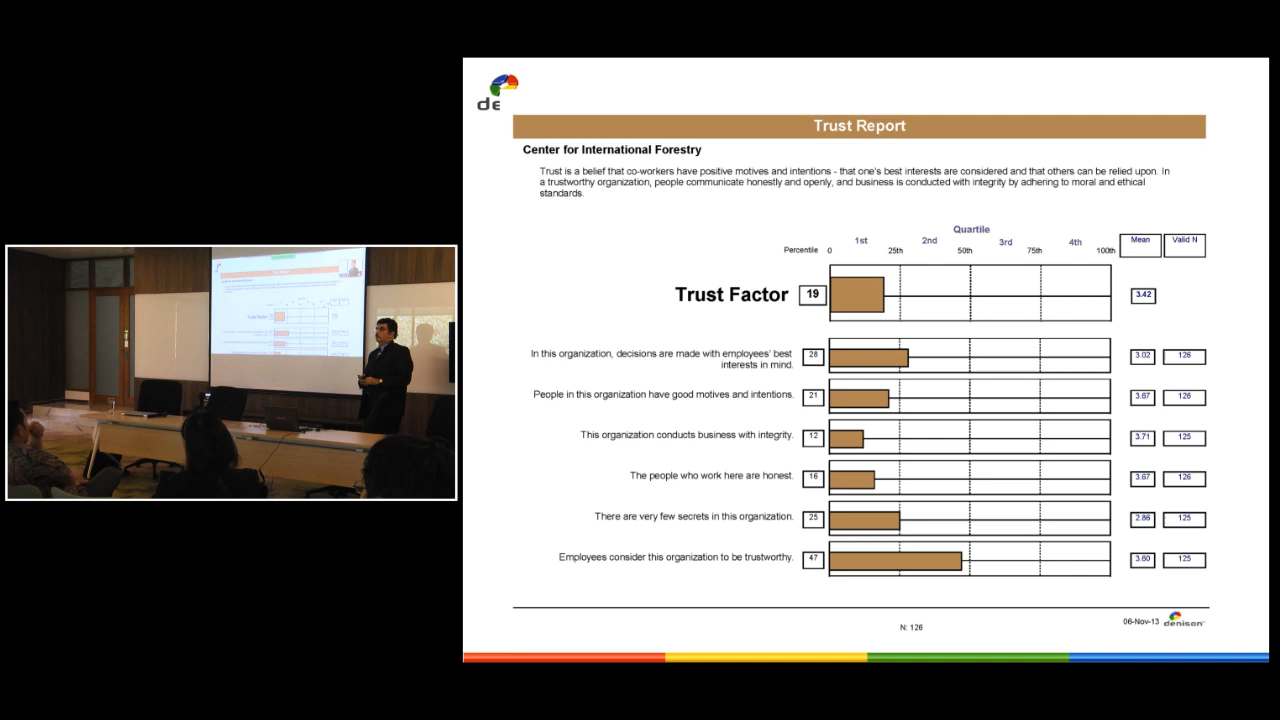 de
Trust Report
Center for International Forestry
Trust is a belief that co-workers have positive motives and intentions - that one's best interests are considered and that others can be relied upon. In
a trustworthy organization, people communicate honestly and openly, and business is conducted with integrity by adhering to moral and ethical
standards.
Quartile
1st 2nd 3rd 4th
Mean Valid N
Percentile 0 25th 50th 75th 100th
Trust Factor 19 3.42
In this organization, decisions are made with employees' best
interests in mind.
28 3.02 126
People in this organization have good motives and intentions. 21 3.67 126
This organization conducts business with integrity. 12 3.71 125
The people who work here are honest. 16 3.67 126
There are very few secrets in this organization. 25 2.86 125
Employees consider this organization to be trustworthy. 47 3.60 125
N: 126
06-Nov-13 denison
Trust Factor